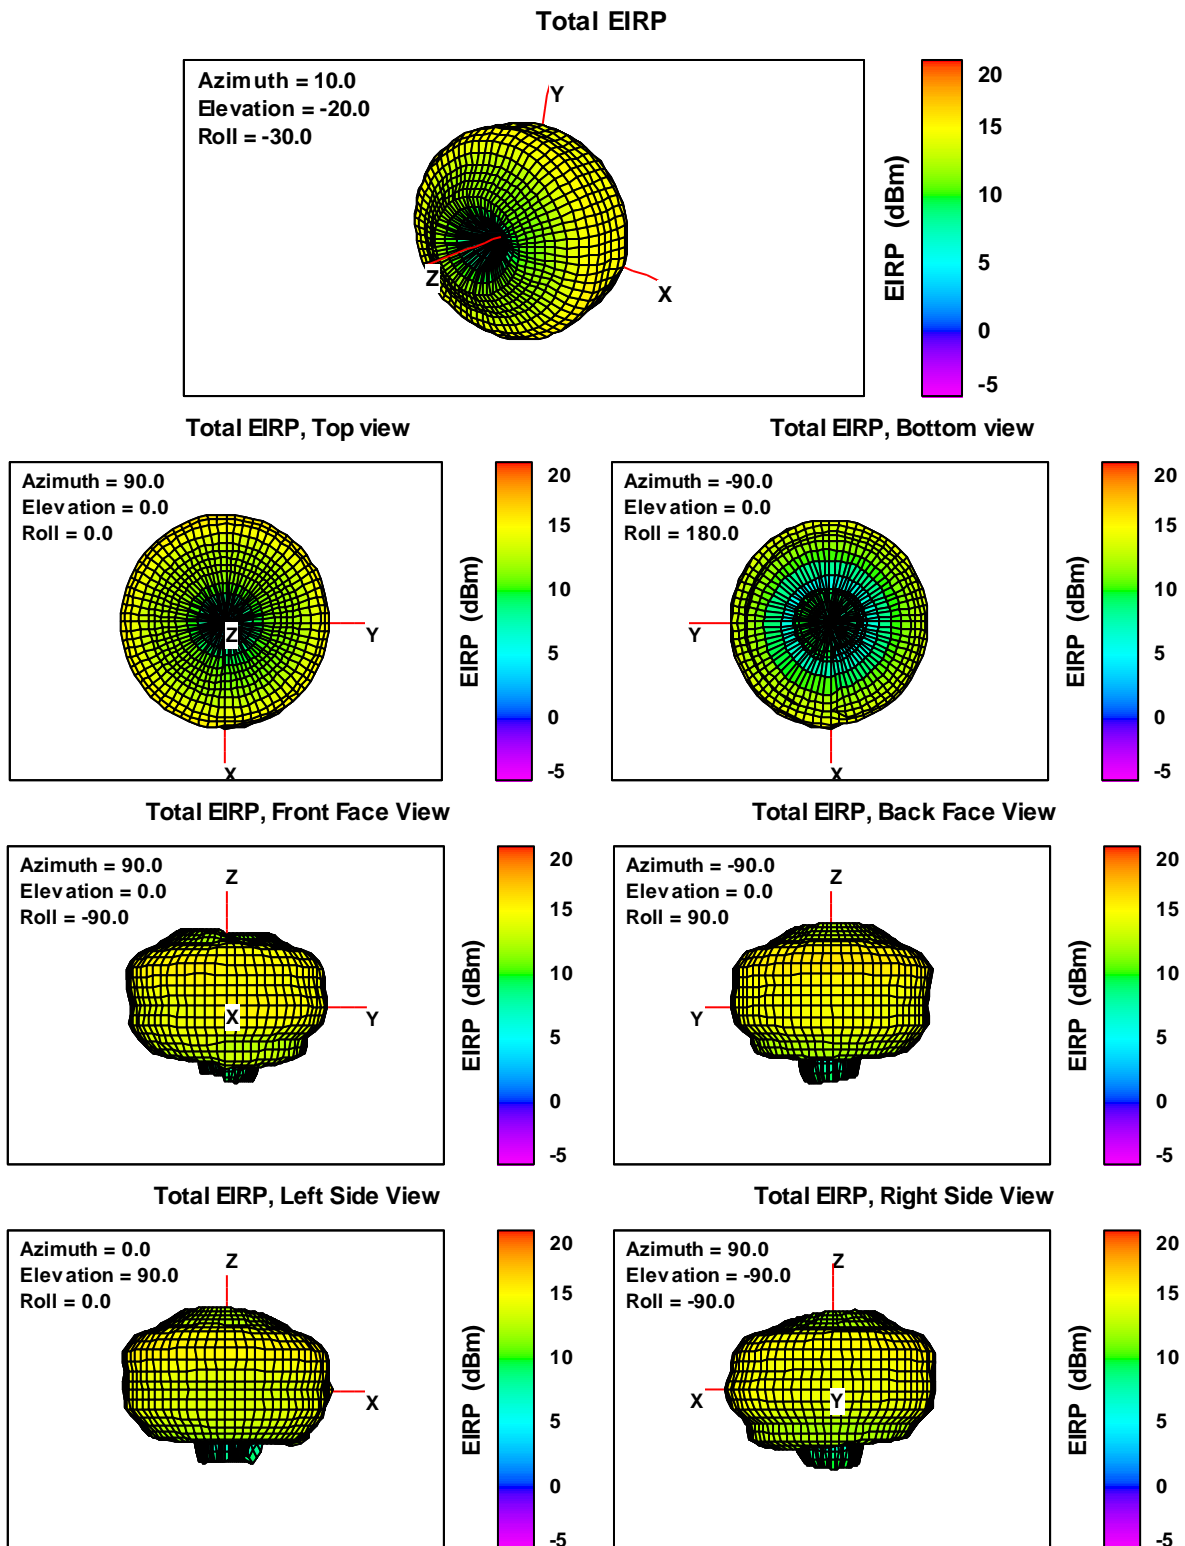 Total EIRP
Azimuth = 10.0
Elevation = -20.0
Roll = -30.0
Y
Z
X
20
15
10
5
0
-5
EIRP (dBm)
Total EIRP, Top view
Azimuth = 90.0
Elevation = 0.0
Roll = 0.0
Z
Y
X
20
15
10
5
0
-5
EIRP (dBm)
Total EIRP, Bottom view
Azimuth = -90.0
Elevation = 0.0
Roll = 180.0
Y
X
20
15
10
5
0
-5
EIRP (dBm)
Total EIRP, Front Face View
Azimuth = 90.0
Elevation = 0.0
Roll = -90.0
Z
X
Y
20
15
10
5
0
-5
EIRP (dBm)
Total EIRP, Back Face View
Azimuth = -90.0
Elevation = 0.0
Roll = 90.0
Z
Y
20
15
10
5
0
-5
EIRP (dBm)
Total EIRP, Left Side View
Azimuth = 0.0
Elevation = 90.0
Roll = 0.0
Z
X
20
15
10
5
0
-5
EIRP (dBm)
Total EIRP, Right Side View
Azimuth = 90.0
Elevation = -90.0
Roll = -90.0
Z
X
Y
20
15
10
5
0
-5
EIRP (dBm)